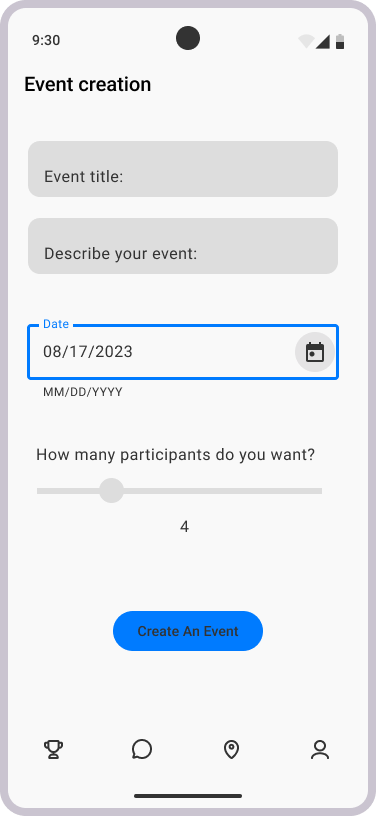 9:30
Event creation
Event title:
Describe your event:
Date
08/17/2023
MM/DD/YYYY
How many participants do you want?
4
Create An Event